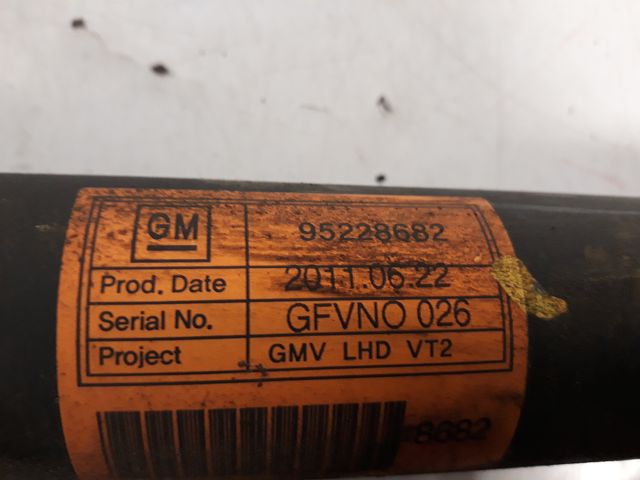 GM 95228682
Prod. Date 2011.06.22
Serial No. GFVNO 026
Project GMV LHD VT2
8682